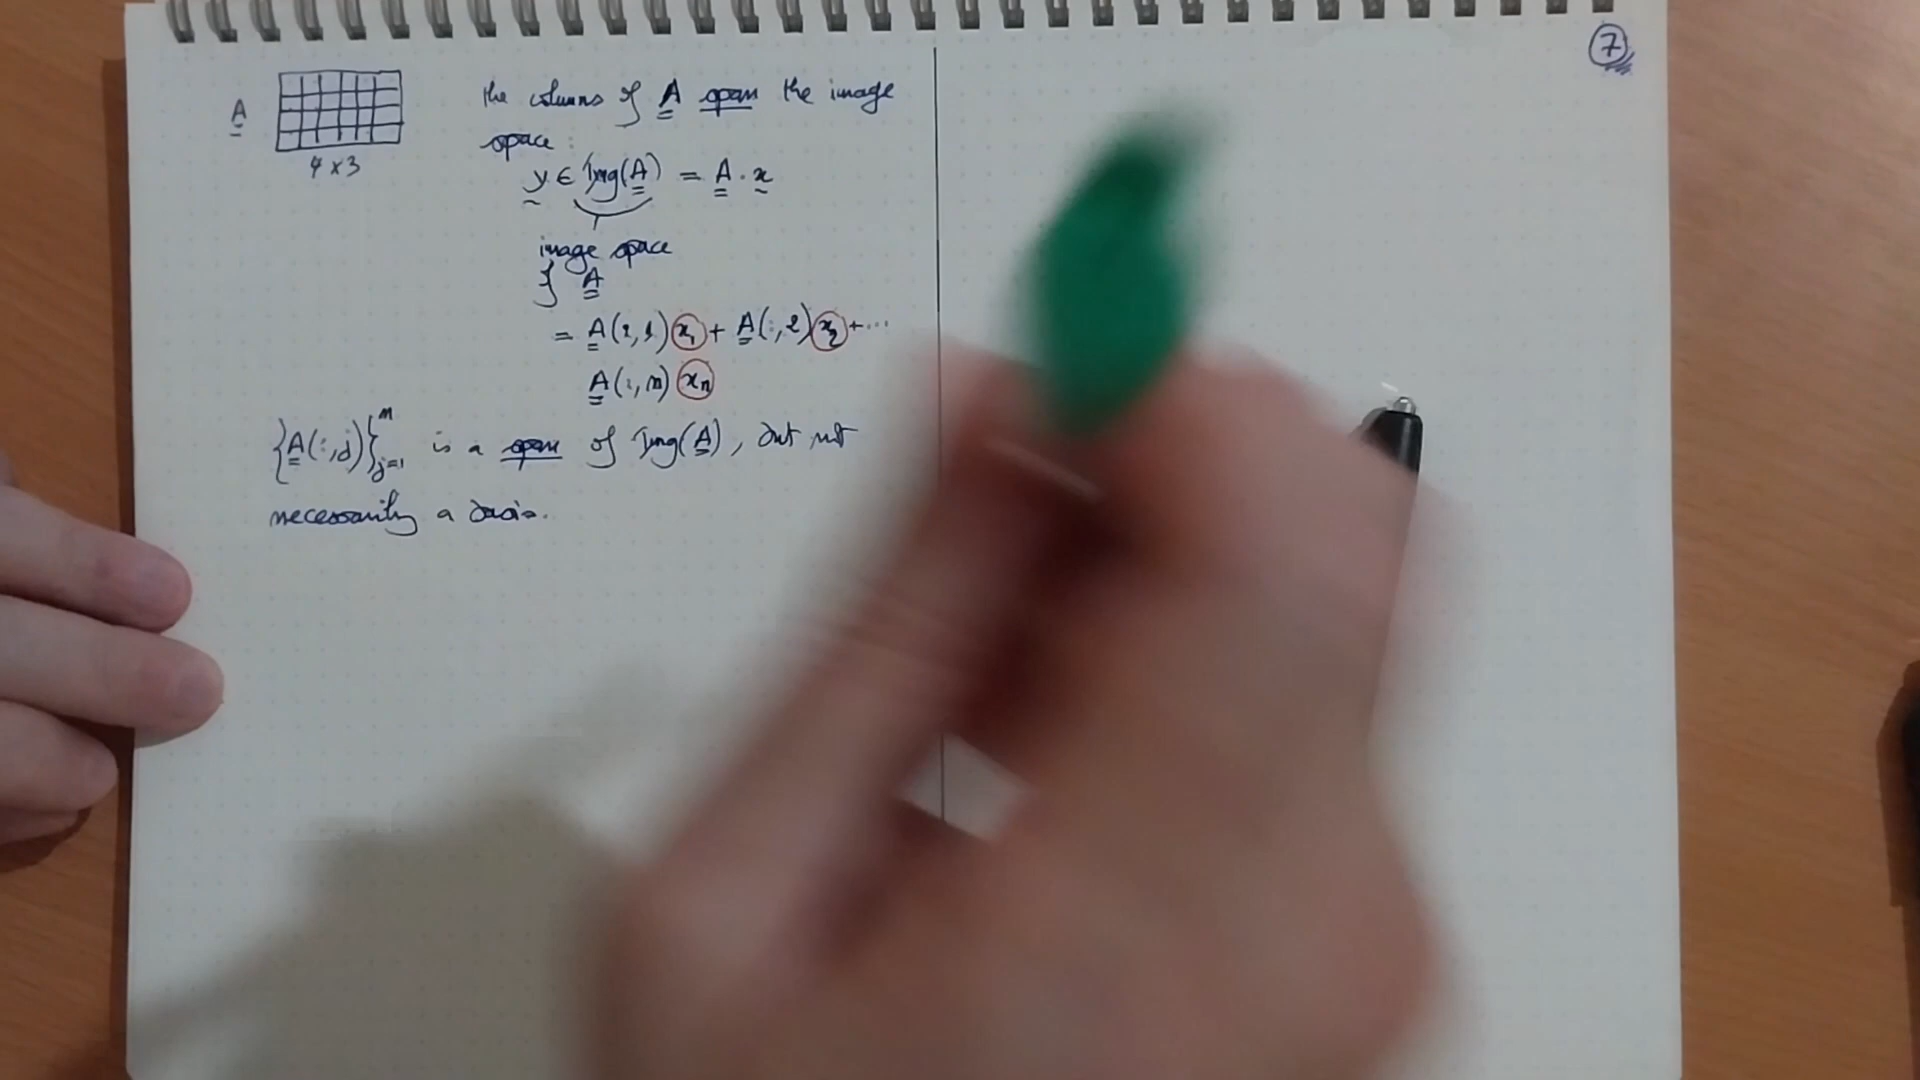 7
A
4 x 3
the columns of A span the image
space :
y ∈ Img(A) = A . x
image space
of A
= A(:,1) x₁ + A(:,2) x₂ + ...
A(:,n) xₙ
{A(:,j)}ⁿⱼ₌₁ is a span of Img(A), but not
necessarily a basis.